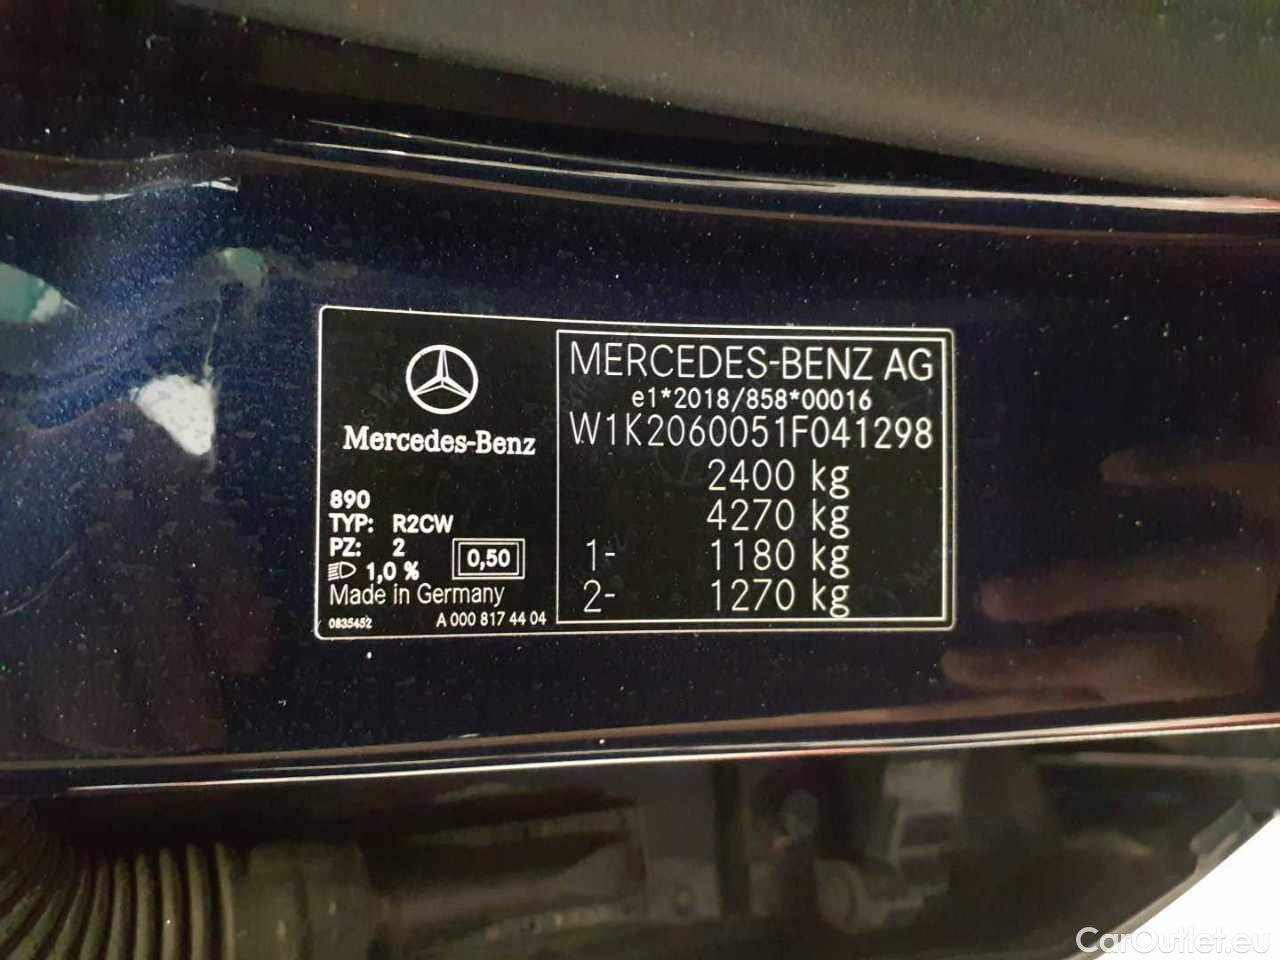 Mercedes-Benz
890
TYP: R2CW
PZ: 2
1,0 %
0,50
Made in Germany
0835452
A 000 817 44 04
MERCEDES-BENZ AG
e1*2018/858*00016
W1K2060051F041298
2400 kg
4270 kg
1- 1180 kg
2- 1270 kg
CarOutlet.eu